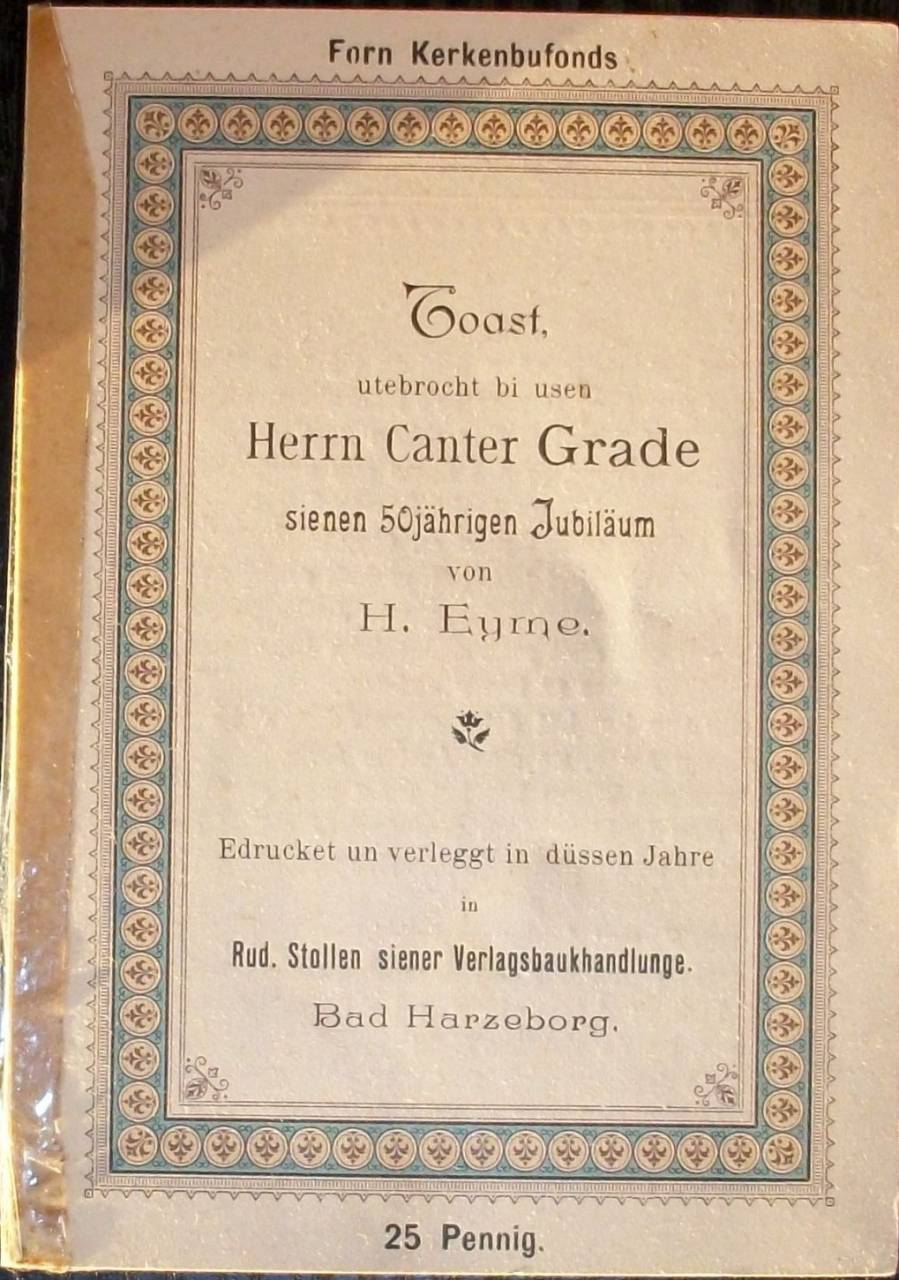 Forn Kerkenbufonds
Toast,
utebrocht bi usen
Herrn Canter Grade
sienen 50jährigen Jubiläum
von
H. Eyme.
Edrucket un verleggt in düssen Jahre
in
Rud. Stollen siener Verlagsbaukhandlunge.
Bad Harzeborg.
25 Pennig.